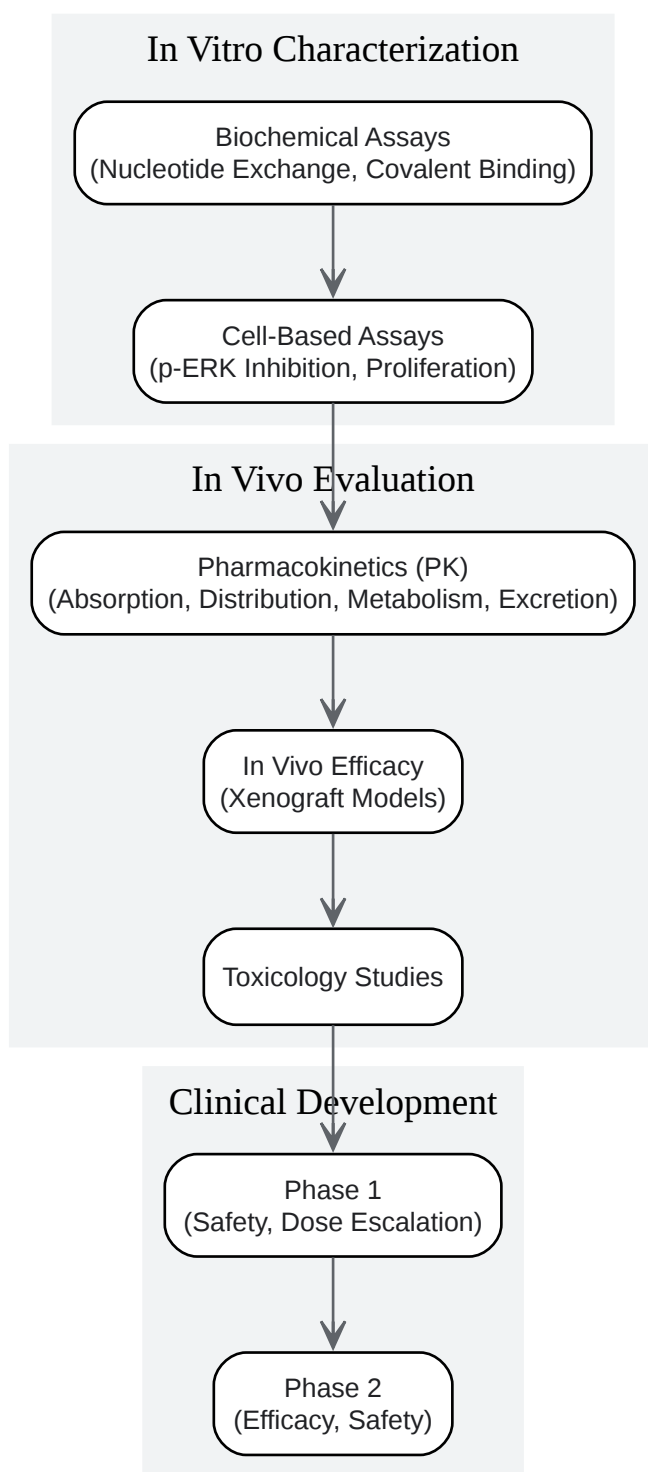 In Vitro Characterization
Biochemical Assays
(Nucleotide Exchange, Covalent Binding)
Cell-Based Assays
(p-ERK Inhibition, Proliferation)
In Vivo Evaluation
Pharmacokinetics (PK)
(Absorption, Distribution, Metabolism, Excretion)
In Vivo Efficacy
(Xenograft Models)
Toxicology Studies
Clinical Development
Phase 1
(Safety, Dose Escalation)
Phase 2
(Efficacy, Safety)